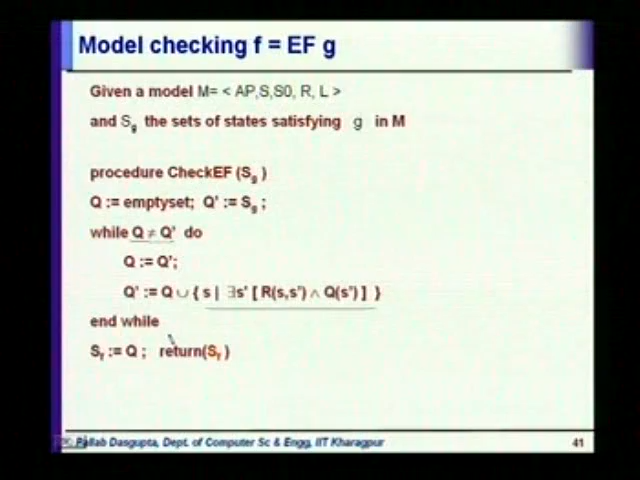 Model checking f = EF g
Given a model M= < AP,S,S0, R, L >
and Sg the sets of states satisfying g in M
procedure CheckEF (Sg )
Q := emptyset; Q' := Sg ;
while Q ≠ Q' do
Q := Q';
Q' := Q ∪ { s | ∃s' [ R(s,s') ∧ Q(s') ] }
end while
Sf := Q ; return(Sf )
Pallab Dasgupta, Dept. of Computer Sc & Engg, IIT Kharagpur
41